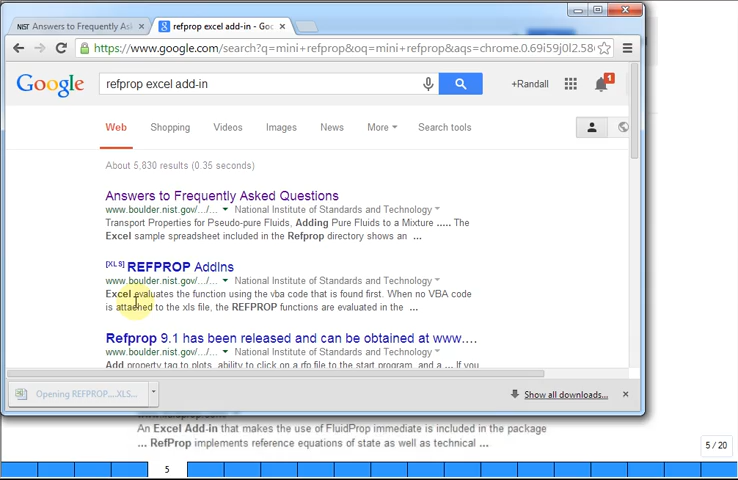 NIST Answers to Frequently As
refprop excel add-in - Goo
https://www.google.com/search?q=mini+refprop&oq=mini+refprop&aqs=chrome.0.69i59j0l2.58
Google
refprop excel add-in
+Randall
1
Web
Shopping
Videos
Images
News
More
Search tools
About 5,830 results (0.35 seconds)
Answers to Frequently Asked Questions
www.boulder.nist.gov/.../... National Institute of Standards and Technology
Transport Properties for Pseudo-pure Fluids, Adding Pure Fluids to a Mixture ..... The
Excel sample spreadsheet included in the Refprop directory shows an ...
[XLS] REFPROP AddIns
www.boulder.nist.gov/.../... National Institute of Standards and Technology
Excel evaluates the function using the vba code that is found first. When no VBA code
is attached to the xls file, the REFPROP functions are evaluated in the ...
Refprop 9.1 has been released and can be obtained at www....
www.boulder.nist.gov/.../... National Institute of Standards and Technology
Add property tag to plots, ability to click on a rfp file to start the program, and a ... If you
Opening REFPROP....XLS...
Show all downloads...
An Excel Add-in that makes the use of FluidProp immediate is included in the package
... RefProp implements reference equations of state as well as technical ...
5 / 20
5